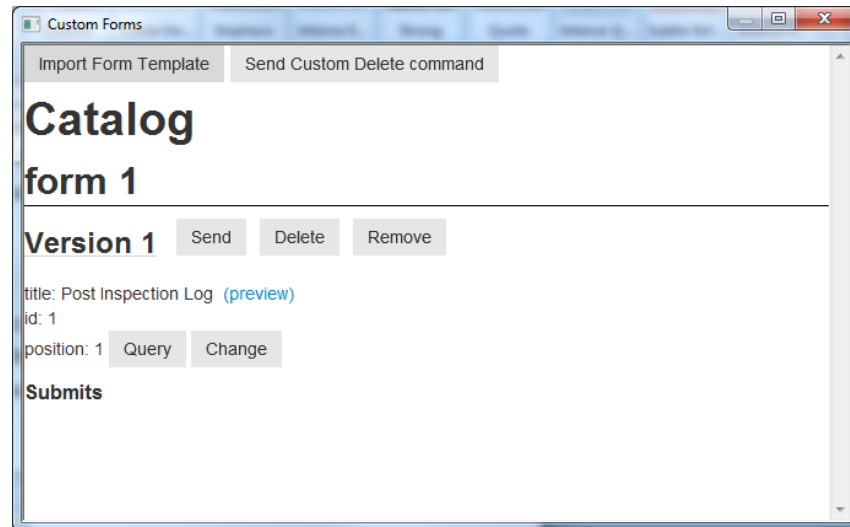 Custom Forms
Import Form Template Send Custom Delete command
Catalog
form 1
Version 1 Send Delete Remove
title: Post Inspection Log (preview)
id: 1
position: 1 Query Change
Submits